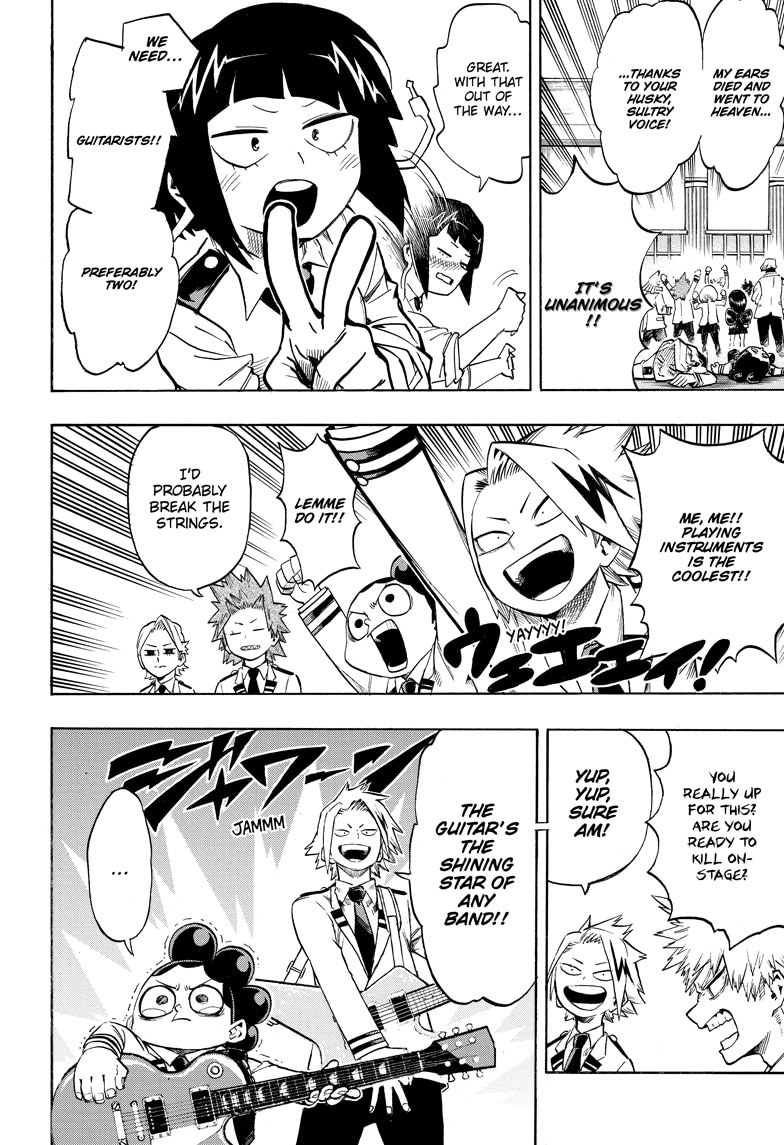 MY EARS
DIED AND
WENT TO
HEAVEN...
...THANKS
TO YOUR
HUSKY,
SULTRY
VOICE!
IT'S
UNANIMOUS
!!
GREAT.
WITH THAT
OUT OF
THE WAY...
WE
NEED...
GUITARISTS!!
PREFERABLY
TWO!
ME, ME!!
PLAYING
INSTRUMENTS
IS THE
COOLEST!!
YAYYYY!
ウェエエエイ!
LEMME
DO IT!!
I'D
PROBABLY
BREAK THE
STRINGS.
YOU
REALLY UP
FOR THIS?
ARE YOU
READY TO
KILL ON-
STAGE?
YUP,
YUP,
SURE
AM!
THE
GUITAR'S
THE
SHINING
STAR OF
ANY
BAND!!
ジャワーン
JAMMM
...